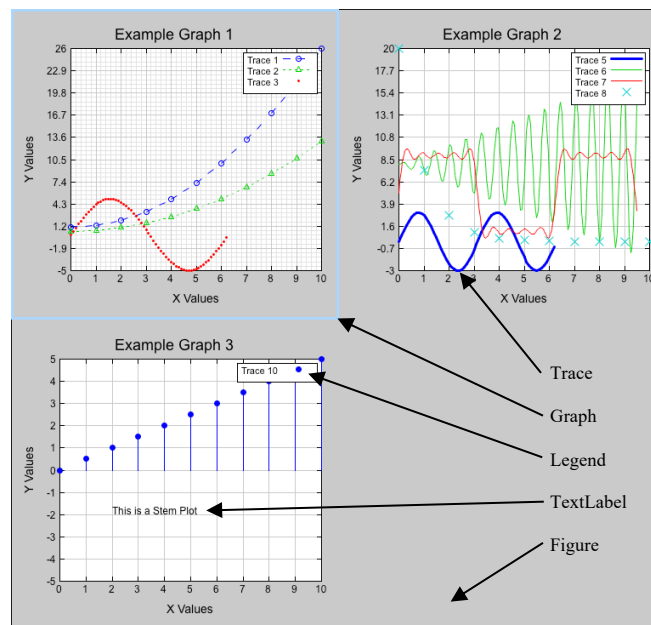 Example Graph 1
Trace 1
Trace 2
Trace 3
26
22.9
19.8
16.7
13.6
10.5
7.4
4.3
1.2
-1.9
-5
0 1 2 3 4 5 6 7 8 9 10
X Values
Y Values
Example Graph 2
Trace 5
Trace 6
Trace 7
Trace 8
20
17.7
15.4
13.1
10.8
8.5
6.2
3.9
1.6
-0.7
-3
0 1 2 3 4 5 6 7 8 9 10
X Values
Y Values
Example Graph 3
Trace 10
5
4
3
2
1
0
-1
-2
-3
-4
-5
This is a Stem Plot
0 1 2 3 4 5 6 7 8 9 10
X Values
Y Values
Trace
Graph
Legend
TextLabel
Figure